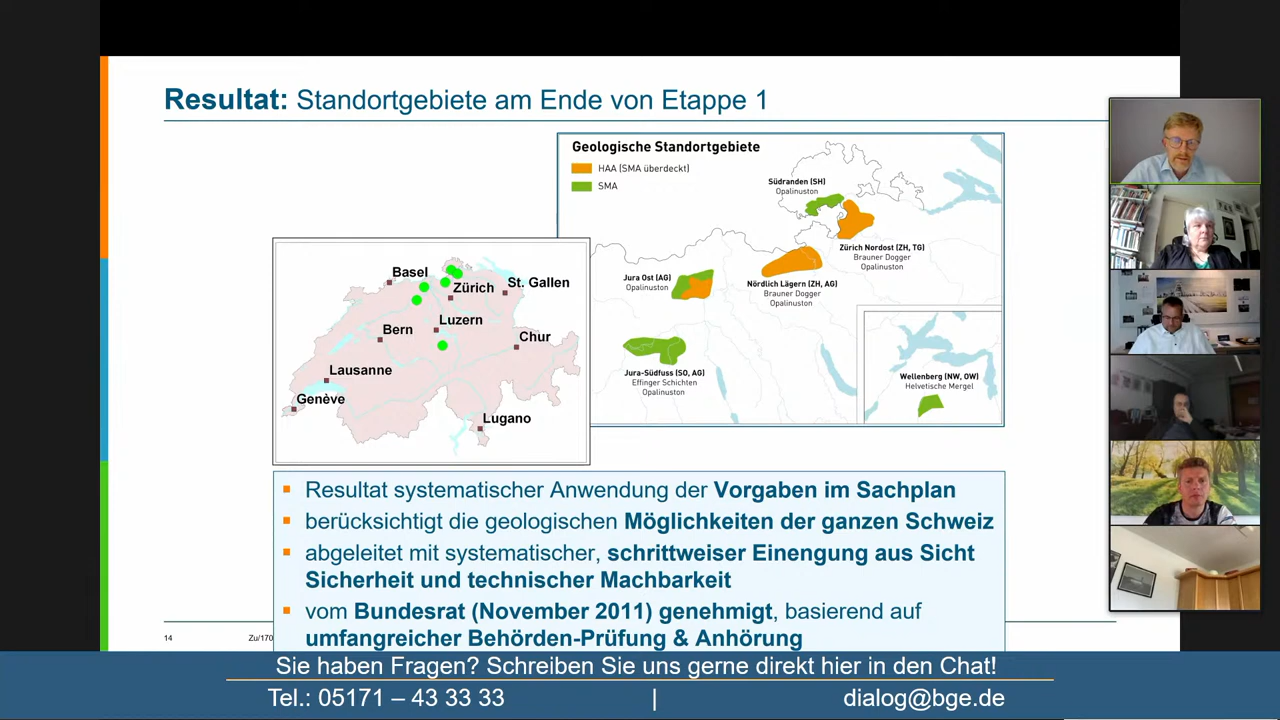 Resultat: Standortgebiete am Ende von Etappe 1
Geologische Standortgebiete
HAA (SMA überdeckt)
SMA
Südranden (SH)
Opalinuston
Zürich Nordost (ZH, TG)
Brauner Dogger
Opalinuston
Jura Ost (AG)
Opalinuston
Nördlich Lägern (ZH, AG)
Brauner Dogger
Opalinuston
Jura-Südfuss (SO, AG)
Effinger Schichten
Opalinuston
Wellenberg (NW, OW)
Helvetische Mergel
Basel
Zürich
St. Gallen
Luzern
Bern
Chur
Lausanne
Genève
Lugano
Resultat systematischer Anwendung der Vorgaben im Sachplan
berücksichtigt die geologischen Möglichkeiten der ganzen Schweiz
abgeleitet mit systematischer, schrittweiser Einengung aus Sicht
Sicherheit und technischer Machbarkeit
vom Bundesrat (November 2011) genehmigt, basierend auf
umfangreicher Behörden-Prüfung & Anhörung
14
Zu/170
Sie haben Fragen? Schreiben Sie uns gerne direkt hier in den Chat!
Tel.: 05171 – 43 33 33 | dialog@bge.de